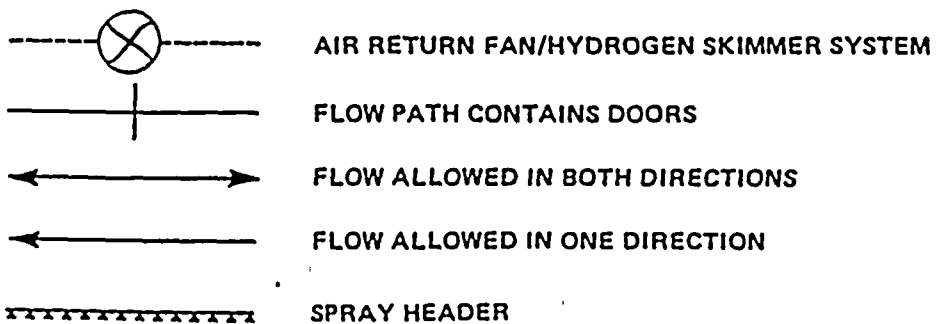 AIR RETURN FAN/HYDROGEN SKIMMER SYSTEM
FLOW PATH CONTAINS DOORS
FLOW ALLOWED IN BOTH DIRECTIONS
FLOW ALLOWED IN ONE DIRECTION
SPRAY HEADER